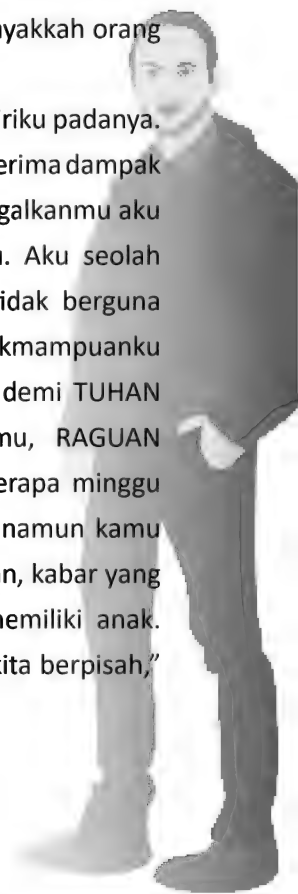 yakkah orang
iriku padanya.
erima dampak
galkanmu aku
. Aku seolah
idak berguna
kmampuanku
demi TUHAN
mu, RAGUAN
erapa minggu
namun kamu
n, kabar yang
nemiliki anak.
kita berpisah,”